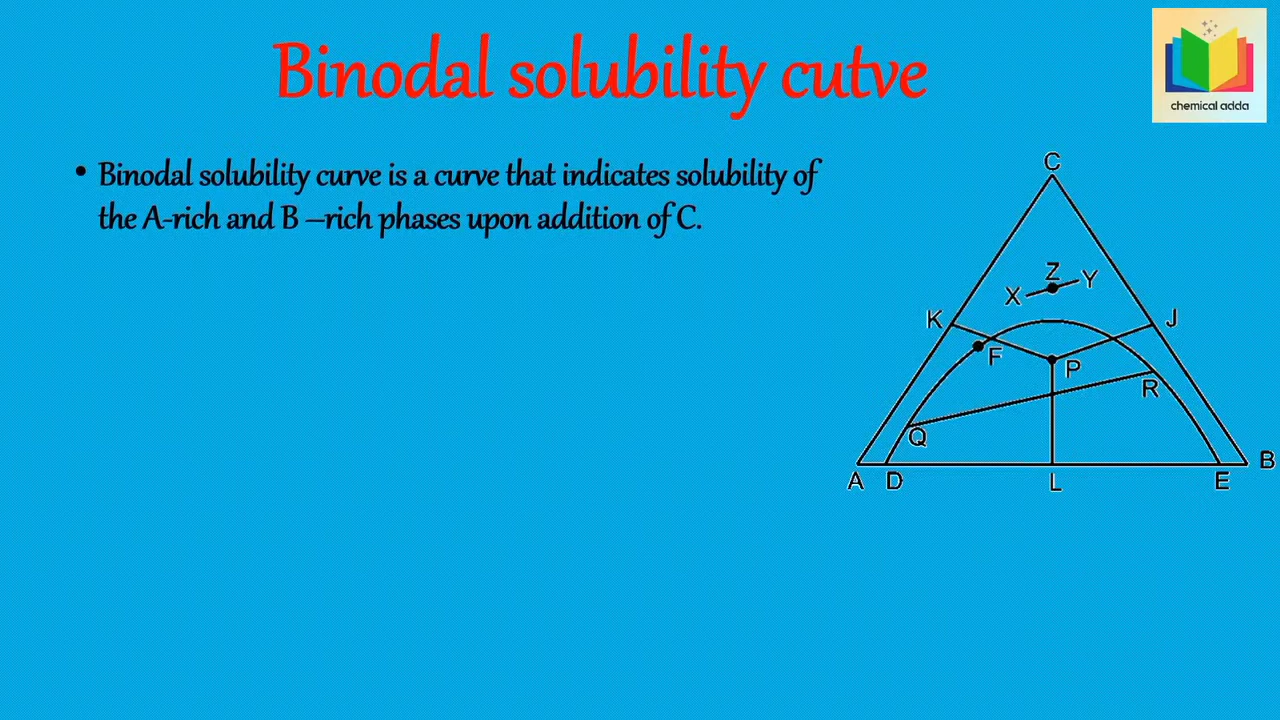 Binodal solubility cutve
chemical adda
• Binodal solubility curve is a curve that indicates solubility of
the A-rich and B –rich phases upon addition of C.
C
Z
X
Y
K
J
F
P
R
Q
A
D
L
E
B